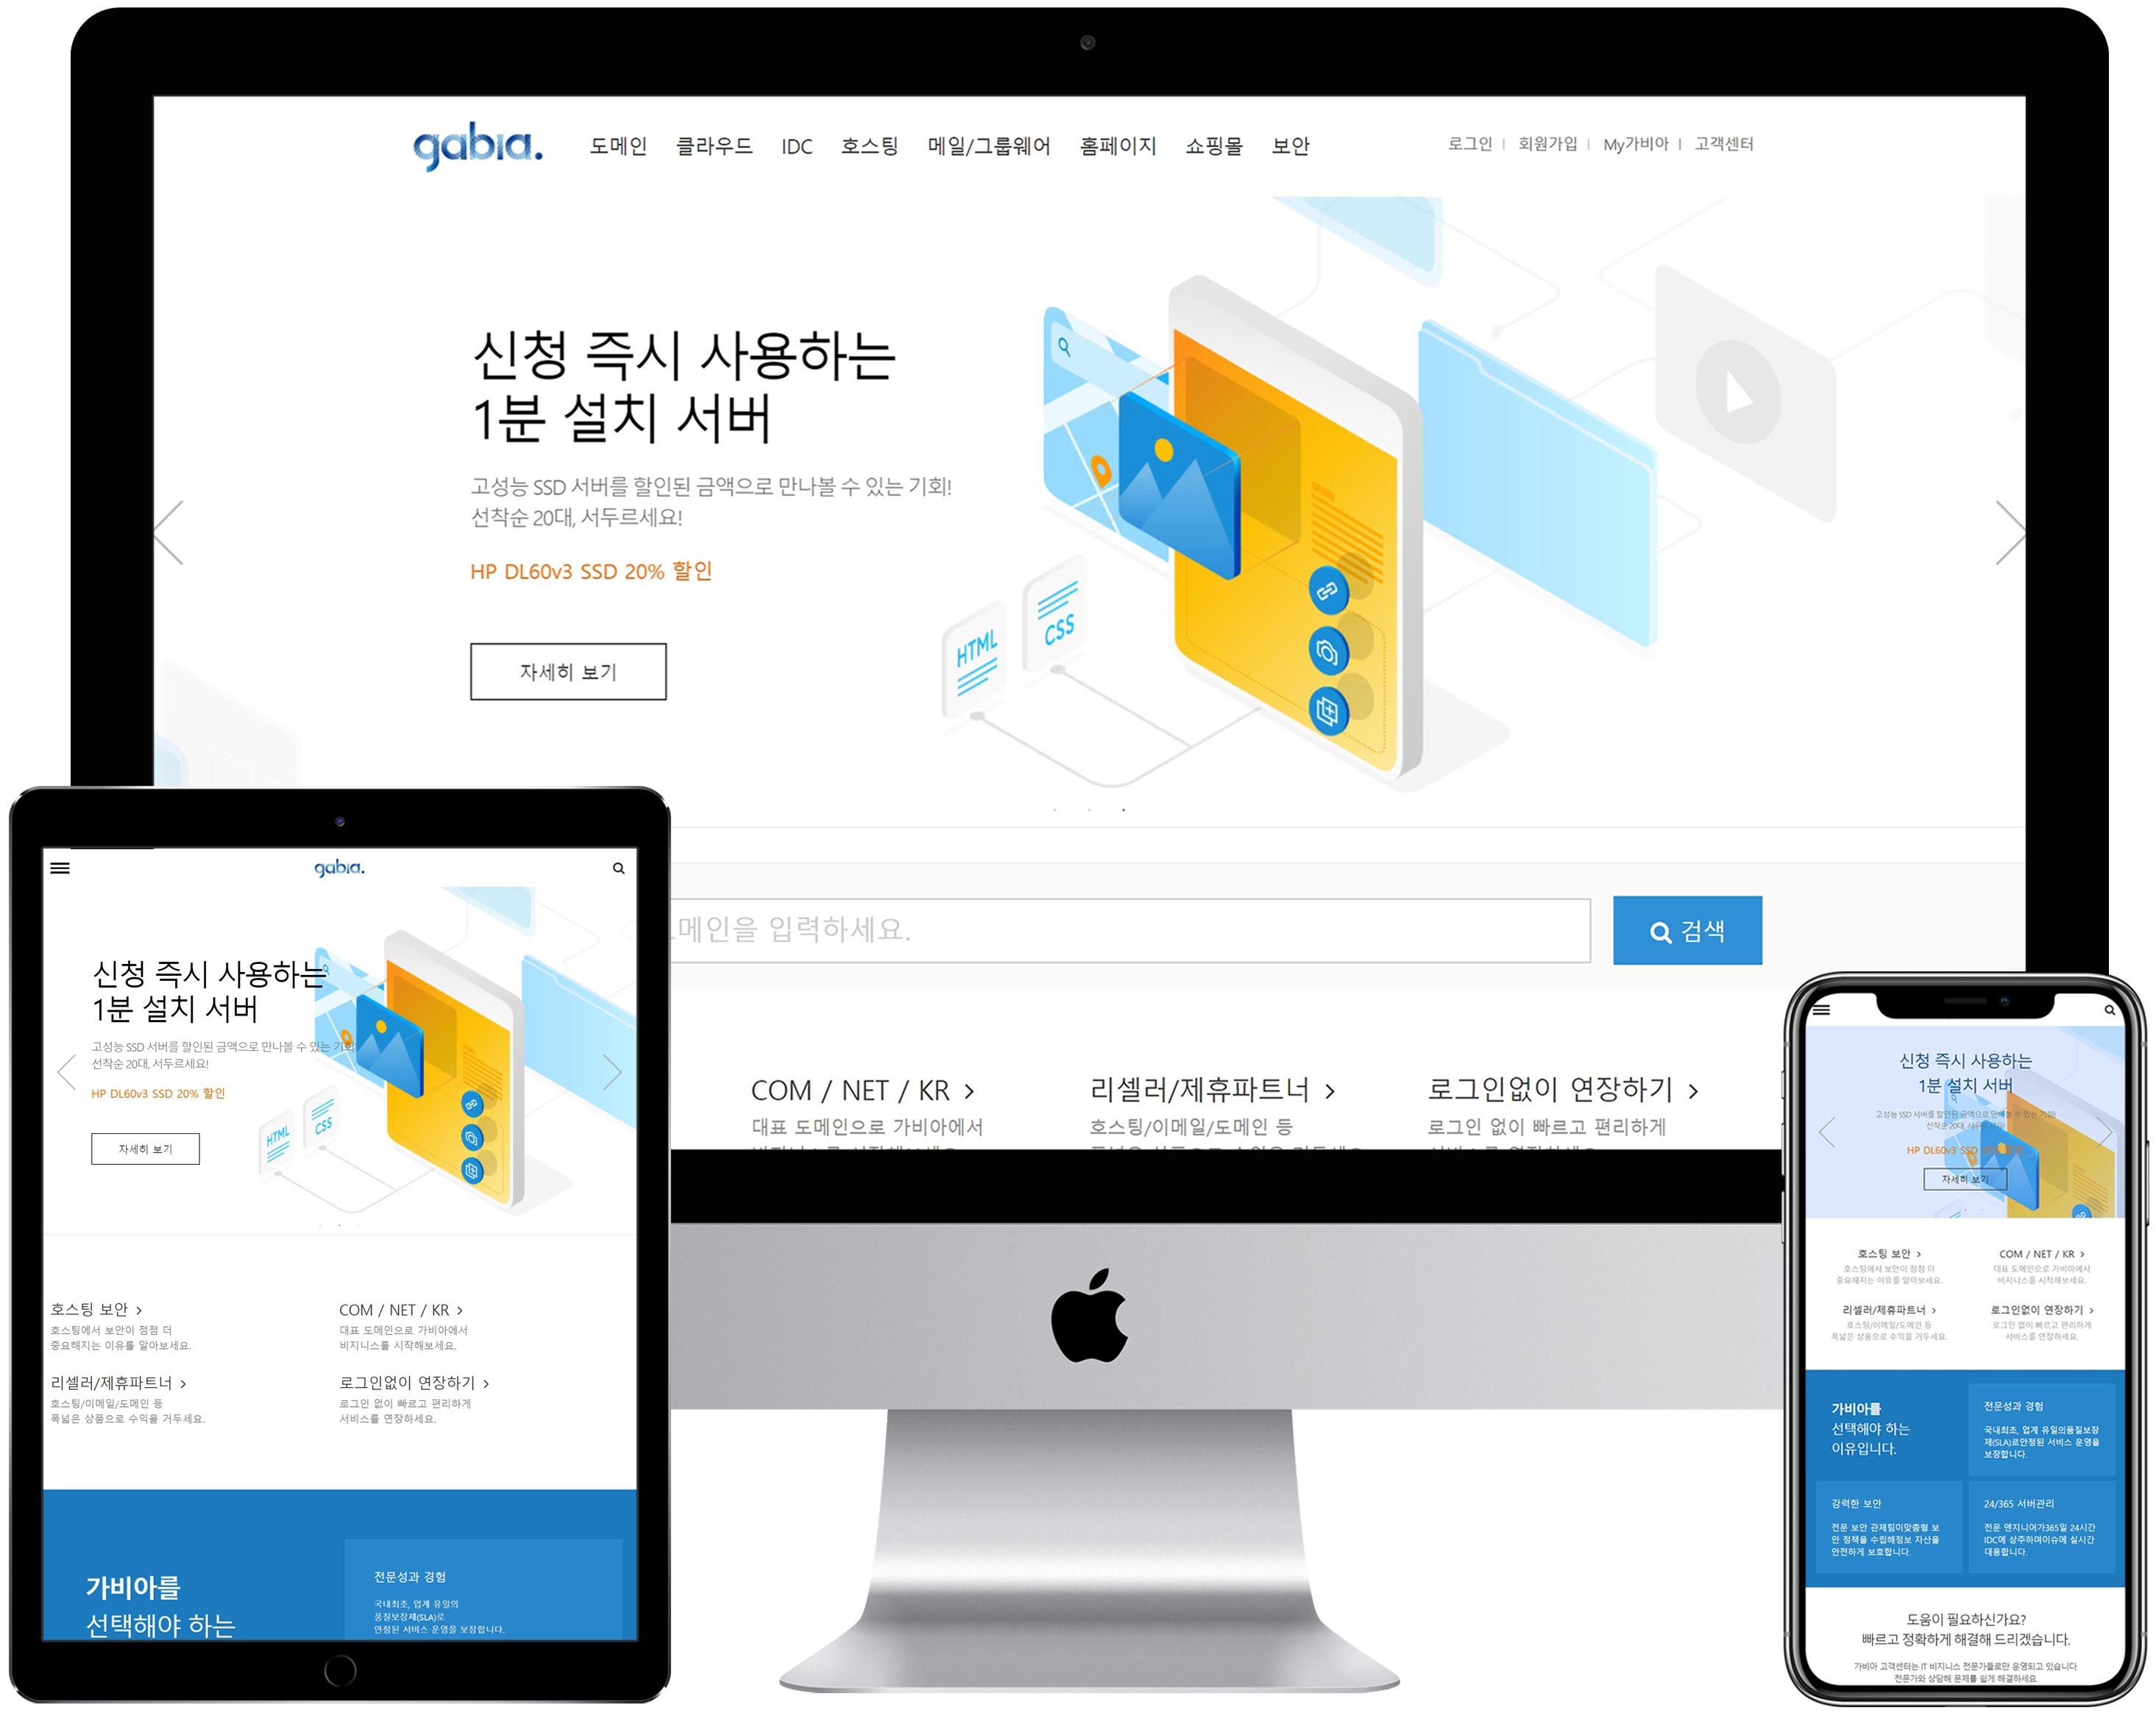 gabia.
도메인 클라우드 IDC 호스팅 메일/그룹웨어 홈페이지 쇼핑몰 보안
로그인 | 회원가입 | My가비아 | 고객센터
신청 즉시 사용하는
1분 설치 서버
고성능 SSD 서버를 할인된 금액으로 만나볼 수 있는 기회!
선착순 20대, 서두르세요!
HP DL60v3 SSD 20% 할인
자세히 보기
HTML
CSS
입력하세요.
검색
COM / NET / KR >
대표 도메인으로 가비아에서
리셀러/제휴파트너 >
호스팅/이메일/도메인 등
로그인없이 연장하기 >
로그인 없이 빠르고 편리하게
gabia.
신청 즉시 사용하는
1분 설치 서버
고성능 SSD 서버를 할인된 금액으로 만나볼 수 있는 기회!
선착순 20대, 서두르세요!
HP DL60v3 SSD 20% 할인
자세히 보기
HTML
CSS
호스팅 보안 >
호스팅에서 보안이 점점 더
중요해지는 이유를 알아보세요.
COM / NET / KR >
대표 도메인으로 가비아에서
비지니스를 시작해보세요.
리셀러/제휴파트너 >
호스팅/이메일/도메인 등
폭넓은 상품으로 수익을 거두세요.
로그인없이 연장하기 >
로그인 없이 빠르고 편리하게
서비스를 연장하세요.
가비아를
선택해야 하는
전문성과 경험
국내최초, 업계 유일의
품질보장제(SLA)로
안정된 서비스 운영을 보장합니다.
신청 즉시 사용하는
1분 설치 서버
고성능 SSD 서버를 할인된 금액으로 만나볼 수 있는 기회!
선착순 20대, 서두르세요!
HP DL60v3 SSD
자세히 보기
호스팅 보안 >
호스팅에서 보안이 점점 더
중요해지는 이유를 알아보세요.
COM / NET / KR >
대표 도메인으로 가비아에서
비지니스를 시작해보세요.
리셀러/제휴파트너 >
호스팅/이메일/도메인 등
폭넓은 상품으로 수익을 거두세요.
로그인없이 연장하기 >
로그인 없이 빠르고 편리하게
서비스를 연장하세요.
가비아를
선택해야 하는
이유입니다.
전문성과 경험
국내최초, 업계 유일의품질보장
제(SLA)로안정된 서비스 운영을
보장합니다.
강력한 보안
전문 보안 관제팀이맞춤형 보
안 정책을 수립해정보 자산을
안전하게 보호합니다.
24/365 서버관리
전문 엔지니어가365일 24시간
IDC에 상주하며이슈에 실시간
대응합니다.
도움이 필요하신가요?
빠르고 정확하게 해결해 드리겠습니다.
가비아 고객센터는 IT 비지니스 전문가들로만 운영되고 있습니다.
전문가와 상담해 문제를 쉽게 해결하세요.